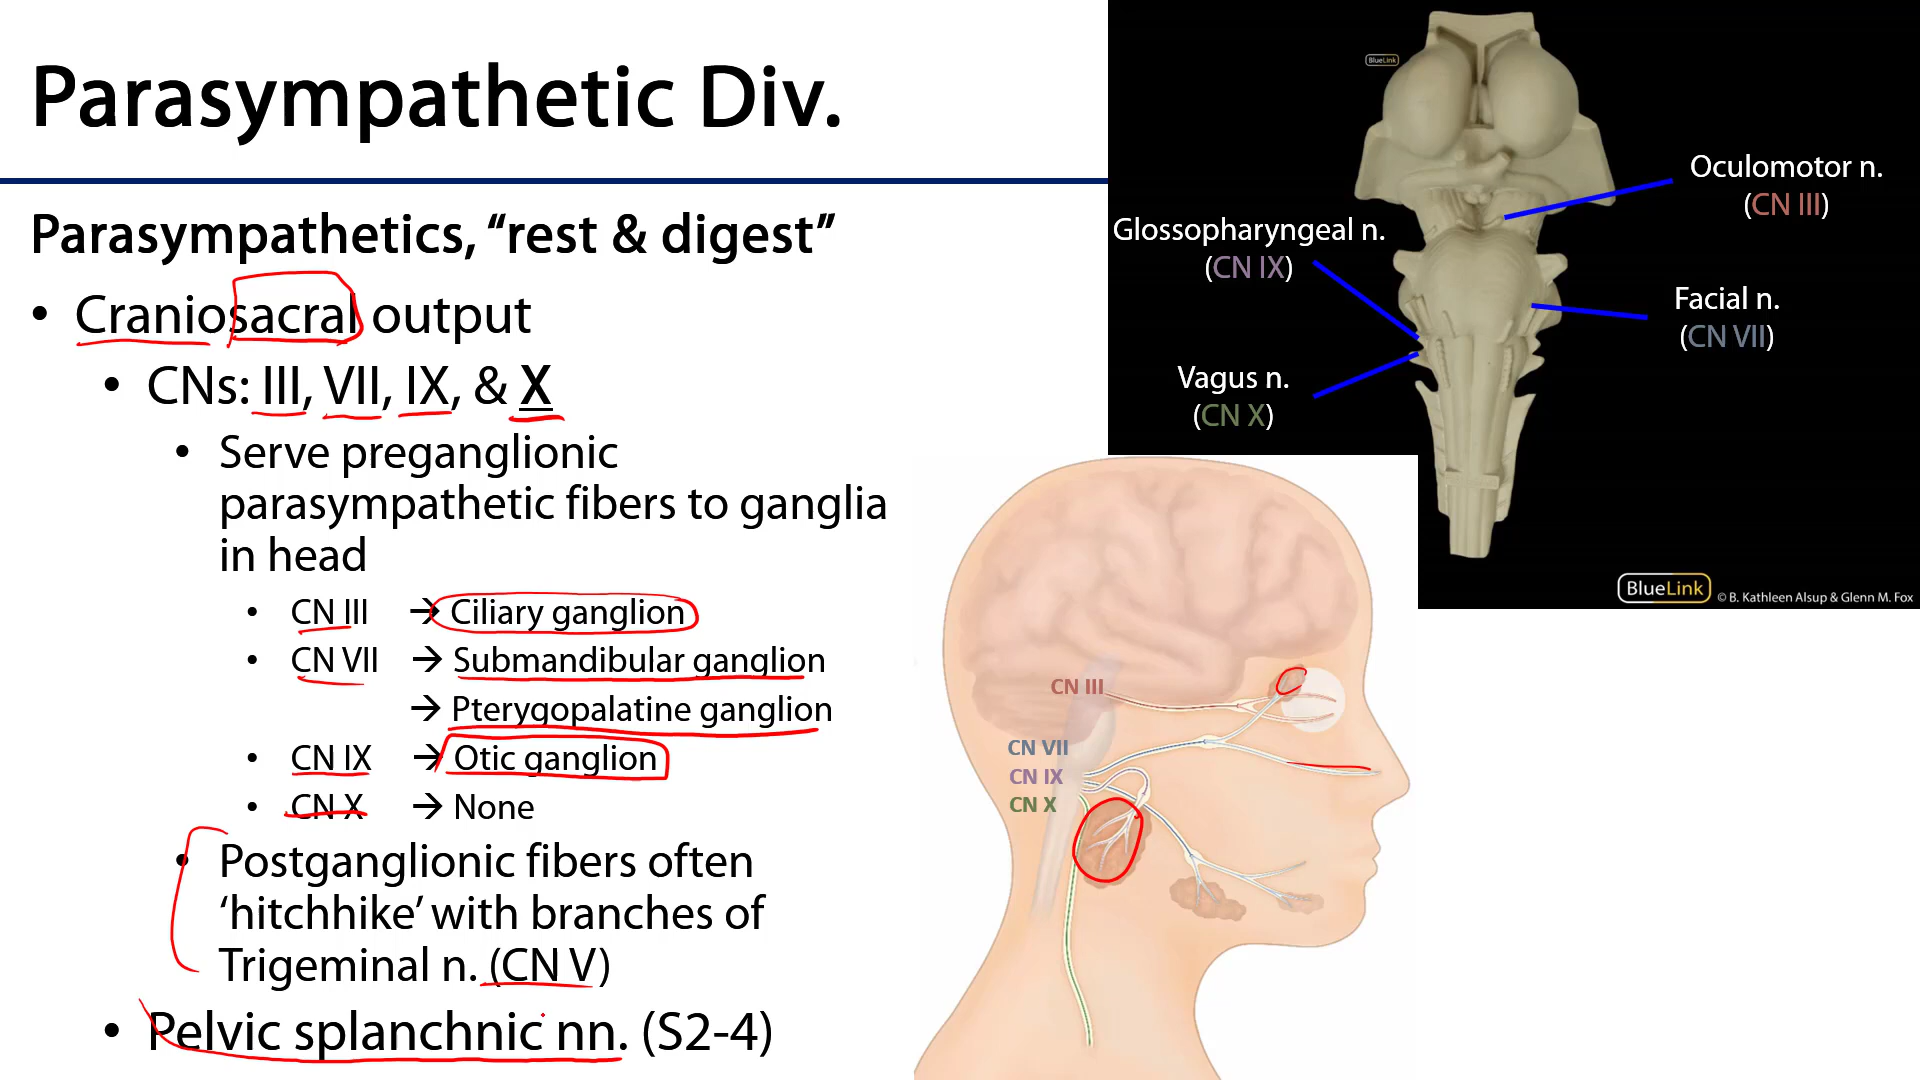 Parasympathetic Div.
Parasympathetics, “rest & digest”
• Craniosacral output
• CNs: III, VII, IX, & X
• Serve preganglionic
parasympathetic fibers to ganglia
in head
• CN III → Ciliary ganglion
• CN VII → Submandibular ganglion
→ Pterygopalatine ganglion
• CN IX → Otic ganglion
• CN X → None
• Postganglionic fibers often
‘hitchhike’ with branches of
Trigeminal n. (CN V)
• Pelvic splanchnic nn. (S2-4)
BlueLink
Oculomotor n.
(CN III)
Glossopharyngeal n.
(CN IX)
Facial n.
(CN VII)
Vagus n.
(CN X)
BlueLink © B. Kathleen Alsup & Glenn M. Fox
CN III
CN VII
CN IX
CN X